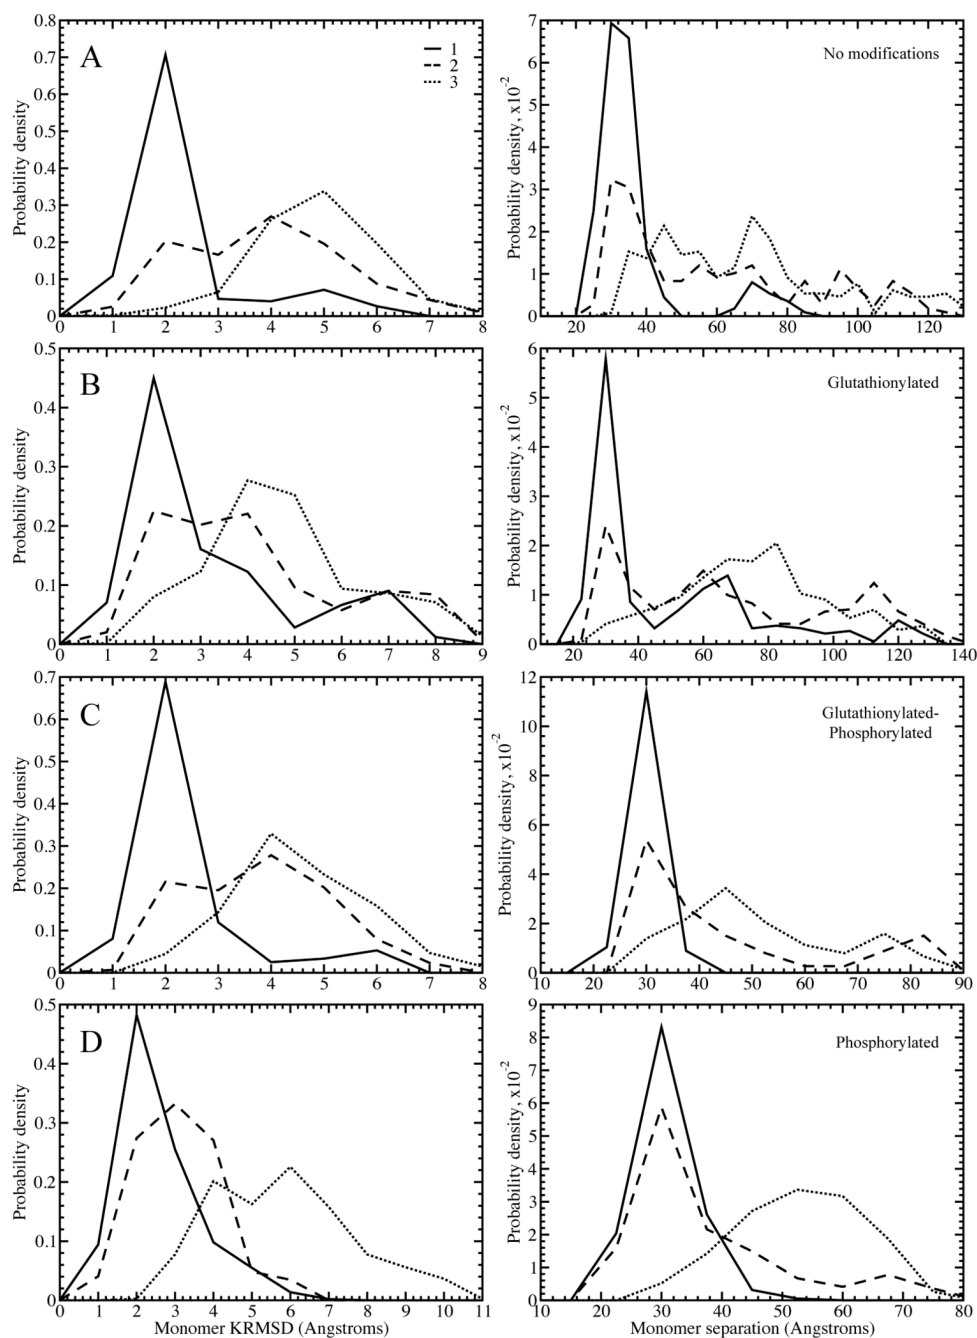 A
1
2
3
Probability density
0.8
0.7
0.6
0.5
0.4
0.3
0.2
0.1
0
0 1 2 3 4 5 6 7 8
No modifications
Probability density, x10-2
7
6
5
4
3
2
1
0
20 40 60 80 100 120
B
Probability density
0.5
0.4
0.3
0.2
0.1
0
0 1 2 3 4 5 6 7 8 9
Glutathionylated
Probability density, x10-2
6
5
4
3
2
1
0
20 40 60 80 100 120 140
C
Probability density
0.7
0.6
0.5
0.4
0.3
0.2
0.1
0
0 1 2 3 4 5 6 7 8
Glutathionylated-
Phosphorylated
Probability density, x10-2
12
10
8
6
4
2
0
10 20 30 40 50 60 70 80 90
D
Probability density
0.5
0.4
0.3
0.2
0.1
0
0 1 2 3 4 5 6 7 8 9 10 11
Monomer KRMSD (Angstroms)
Phosphorylated
Probability density, x10-2
9
8
7
6
5
4
3
2
1
0
10 20 30 40 50 60 70 80
Monomer separation (Angstroms)